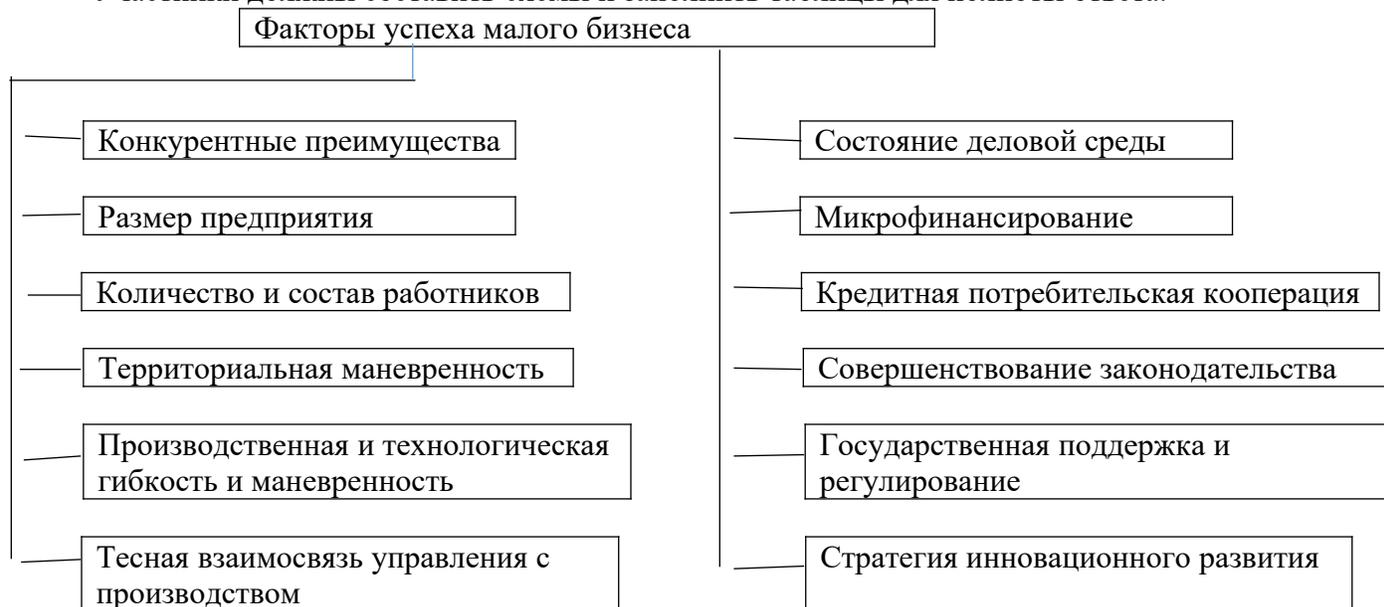 Факторы успеха малого бизнеса
Конкурентные преимущества
Размер предприятия
Количество и состав работников
Территориальная маневренность
Производственная и технологическая
гибкость и маневренность
Тесная взаимосвязь управления с
производством
Состояние деловой среды
Микрофинансирование
Кредитная потребительская кооперация
Совершенствование законодательства
Государственная поддержка и
регулирование
Стратегия инновационного развития